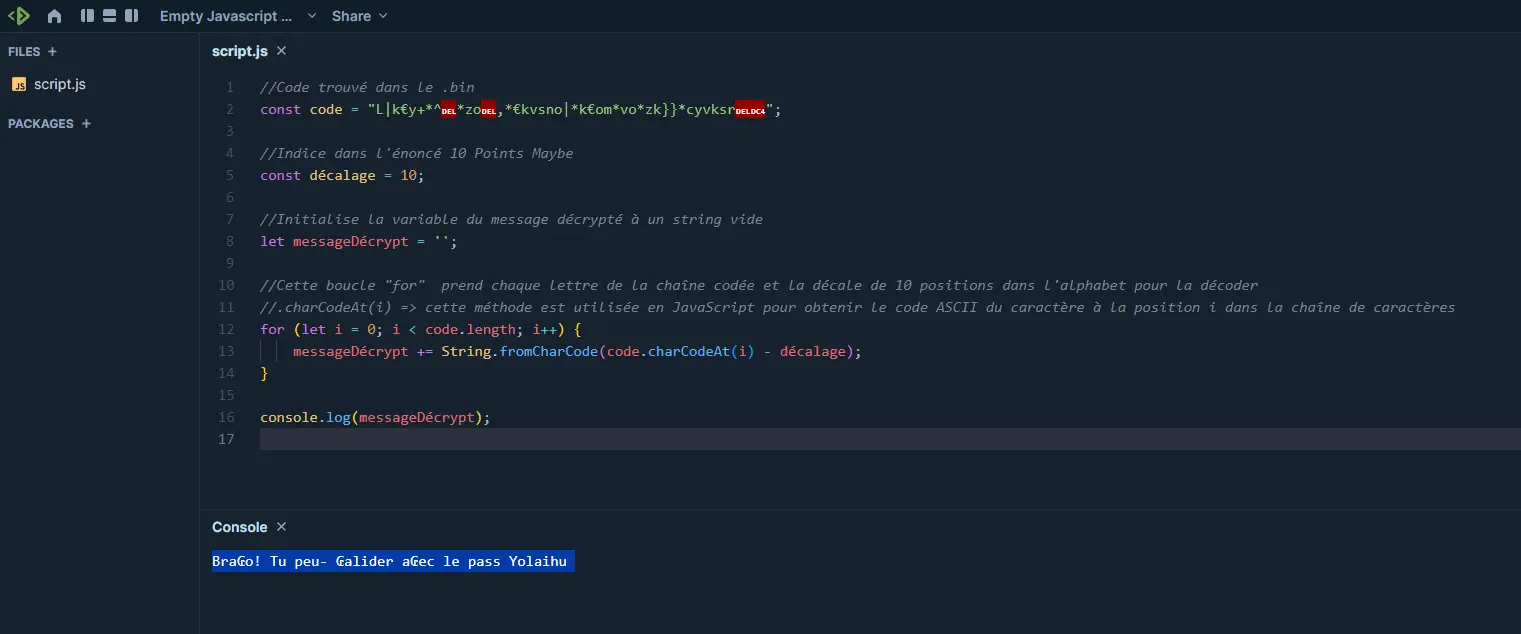 Empty Javascript ... Share
FILES +
script.js
PACKAGES +
script.js ×
1 //Code trouvé dans le .bin
2 const code = "L|k€y+*^DEL*zoDEL,*€kvsno|*k€om*vo*zk}}*cyvksrDELDC4";
3
4 //Indice dans l'énoncé 10 Points Maybe
5 const décalage = 10;
6
7 //Initialise la variable du message décrypté à un string vide
8 let messageDécrypt = '';
9
10 //Cette boucle "for"  prend chaque lettre de la chaîne codée et la décale de 10 positions dans l'alphabet pour la décoder
11 //.charCodeAt(i) => cette méthode est utilisée en JavaScript pour obtenir le code ASCII du caractère à la position i dans la chaîne de caractères
12 for (let i = 0; i < code.length; i++) {
13 messageDécrypt += String.fromCharCode(code.charCodeAt(i) - décalage);
14 }
15
16 console.log(messageDécrypt);
17
Console ×
Bra₢o! Tu peu‚ ₢alider a₢ec le pass Yolaihu